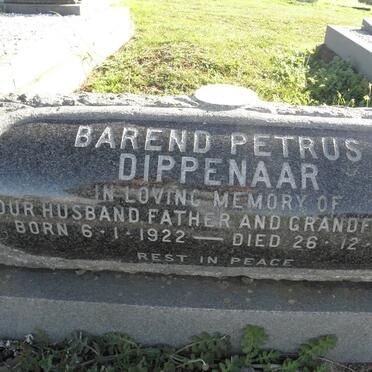 BAREND PETRUS
DIPPENAAR
IN LOVING MEMORY OF
OUR HUSBAND, FATHER AND GRANDF
BORN 6·1·1922 — DIED 26·12·
REST IN PEACE